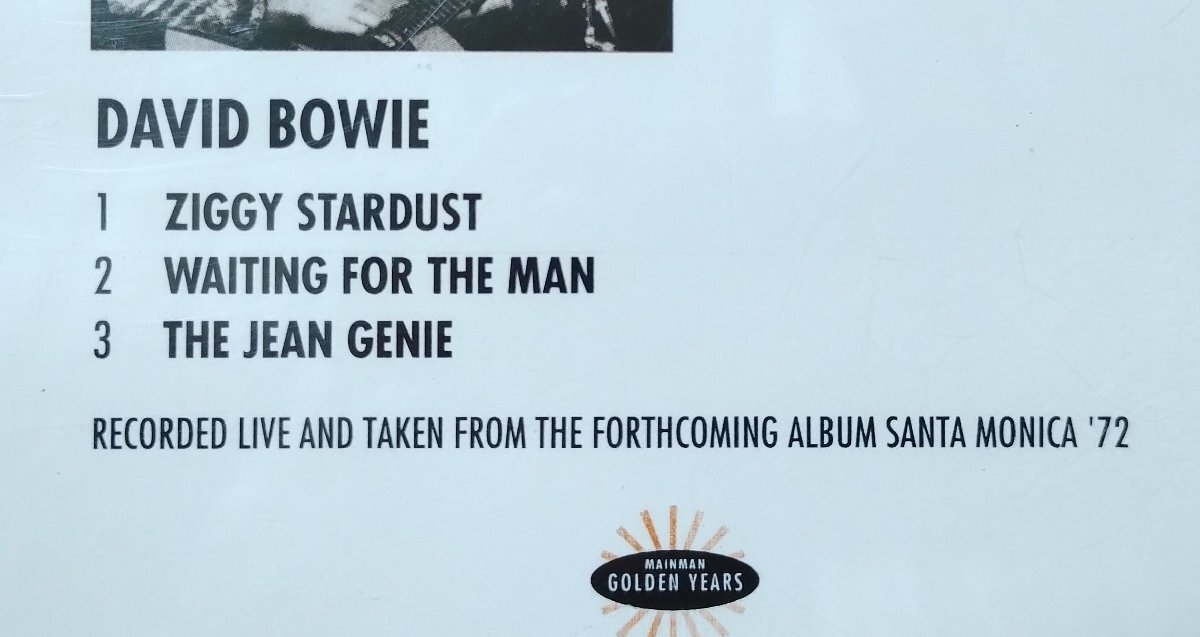 DAVID BOWIE
1 ZIGGY STARDUST
2 WAITING FOR THE MAN
3 THE JEAN GENIE
RECORDED LIVE AND TAKEN FROM THE FORTHCOMING ALBUM SANTA MONICA '72
MAINMAN
GOLDEN YEARS